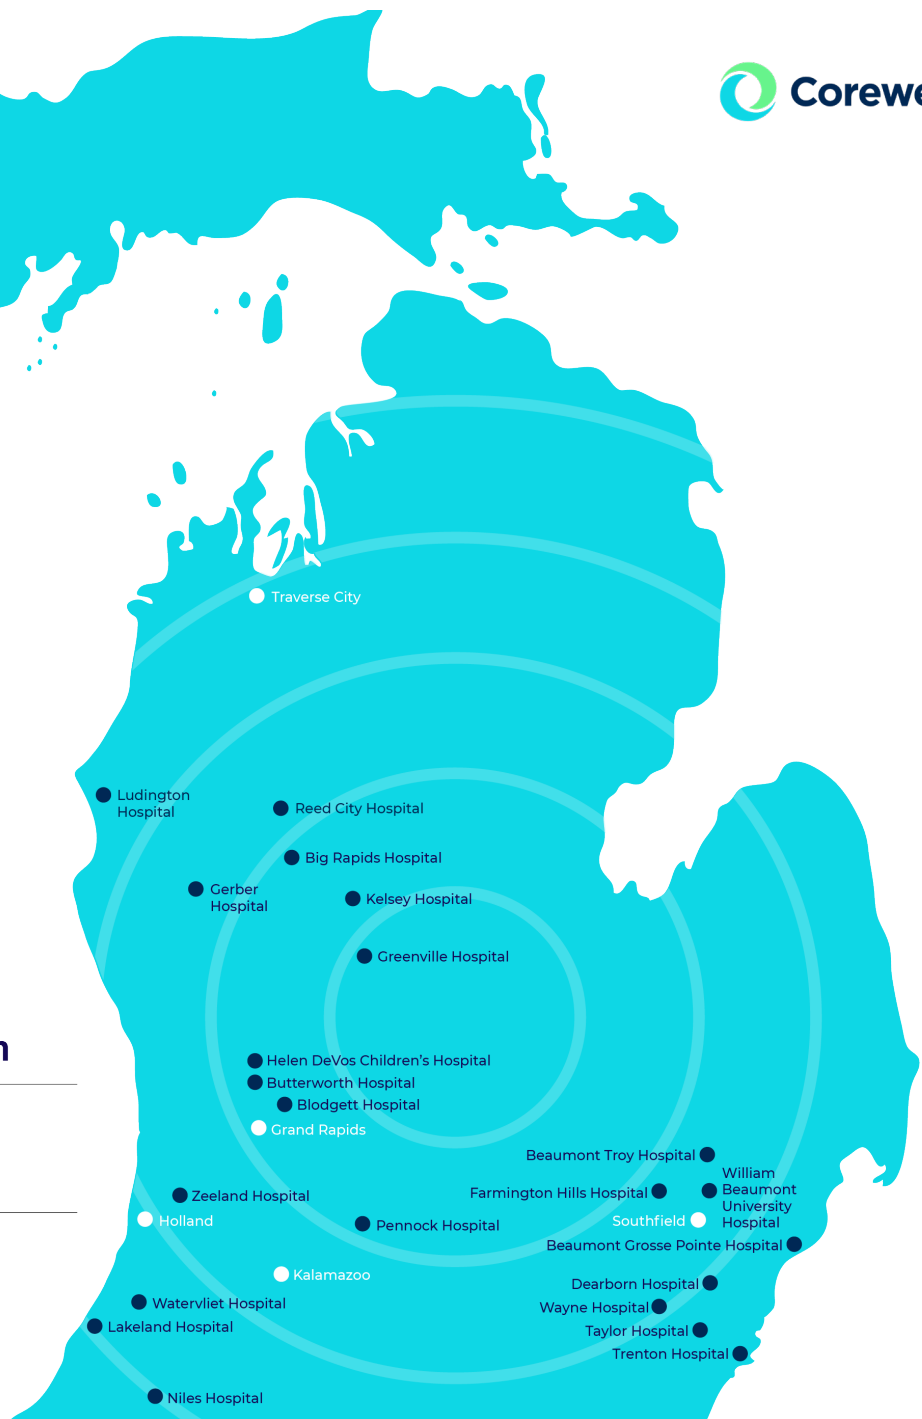 Corewe
Traverse City
Ludington
Hospital
Reed City Hospital
Big Rapids Hospital
Gerber
Hospital
Kelsey Hospital
Greenville Hospital
n
Helen DeVos Children’s Hospital
Butterworth Hospital
Blodgett Hospital
Grand Rapids
Beaumont Troy Hospital
William
Beaumont
University
Hospital
Farmington Hills Hospital
Zeeland Hospital
Holland
Pennock Hospital
Southfield
Beaumont Grosse Pointe Hospital
Kalamazoo
Dearborn Hospital
Watervliet Hospital
Wayne Hospital
Lakeland Hospital
Taylor Hospital
Trenton Hospital
Niles Hospital